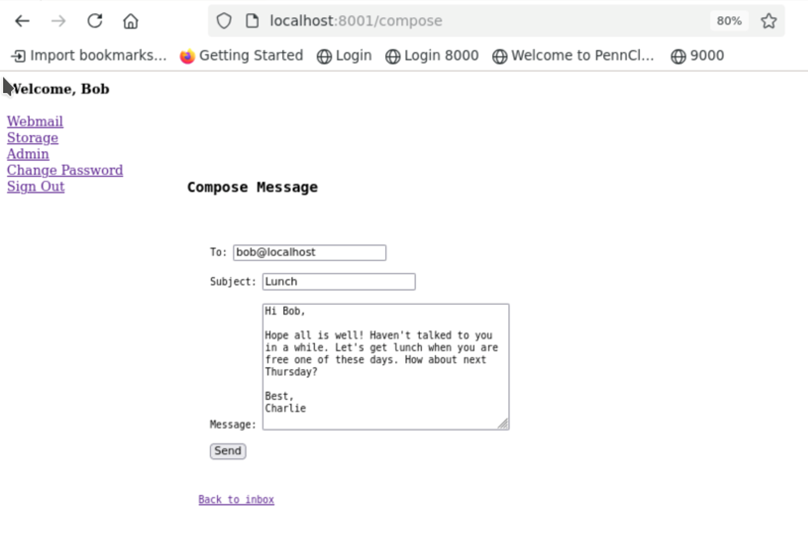 localhost:8001/compose
80%
Import bookmarks...
Getting Started
Login
Login 8000
Welcome to PennCl...
9000
Welcome, Bob
Webmail
Storage
Admin
Change Password
Sign Out
Compose Message
To: bob@localhost
Subject: Lunch
Hi Bob,
Hope all is well! Haven't talked to you
in a while. Let's get lunch when you are
free one of these days. How about next
Thursday?
Best,
Charlie
Message:
Send
Back to inbox